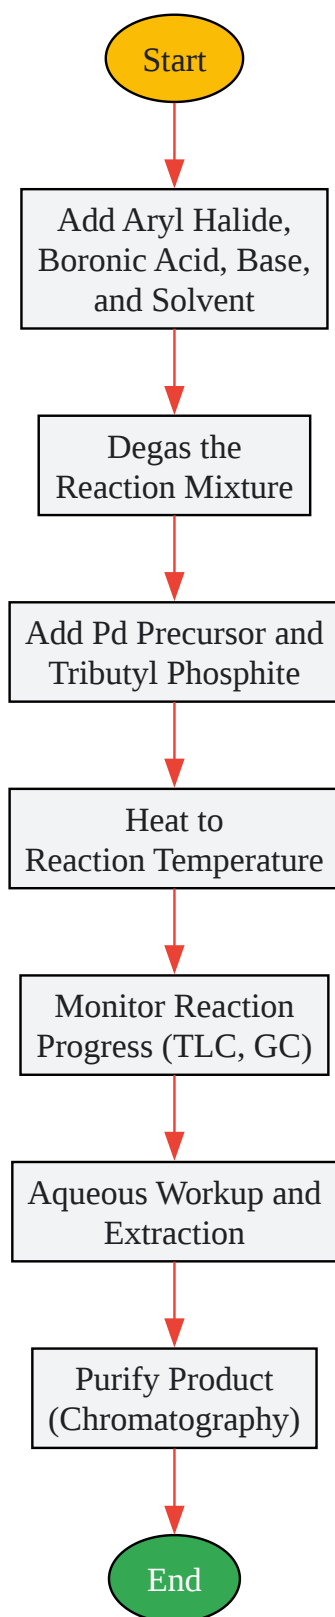 Start
Add Aryl Halide,
Boronic Acid, Base,
and Solvent
Degas the
Reaction Mixture
Add Pd Precursor and
Tributyl Phosphite
Heat to
Reaction Temperature
Monitor Reaction
Progress (TLC, GC)
Aqueous Workup and
Extraction
Purify Product
(Chromatography)
End